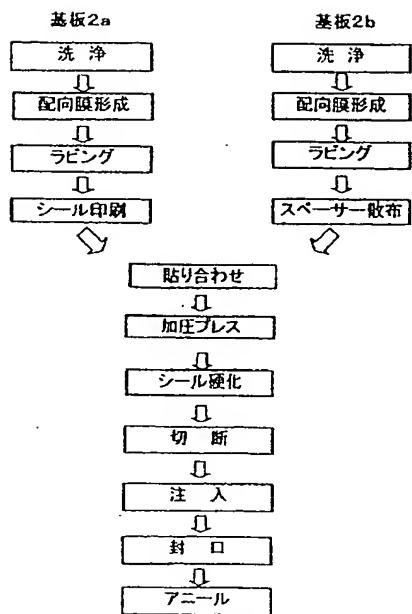 基板2a 基板2b
洗浄 洗浄
配向膜形成 配向膜形成
ラビング ラビング
シール印刷 スペーサー散布
貼り合わせ
加圧プレス
シール硬化
切断
注入
封口
アニール